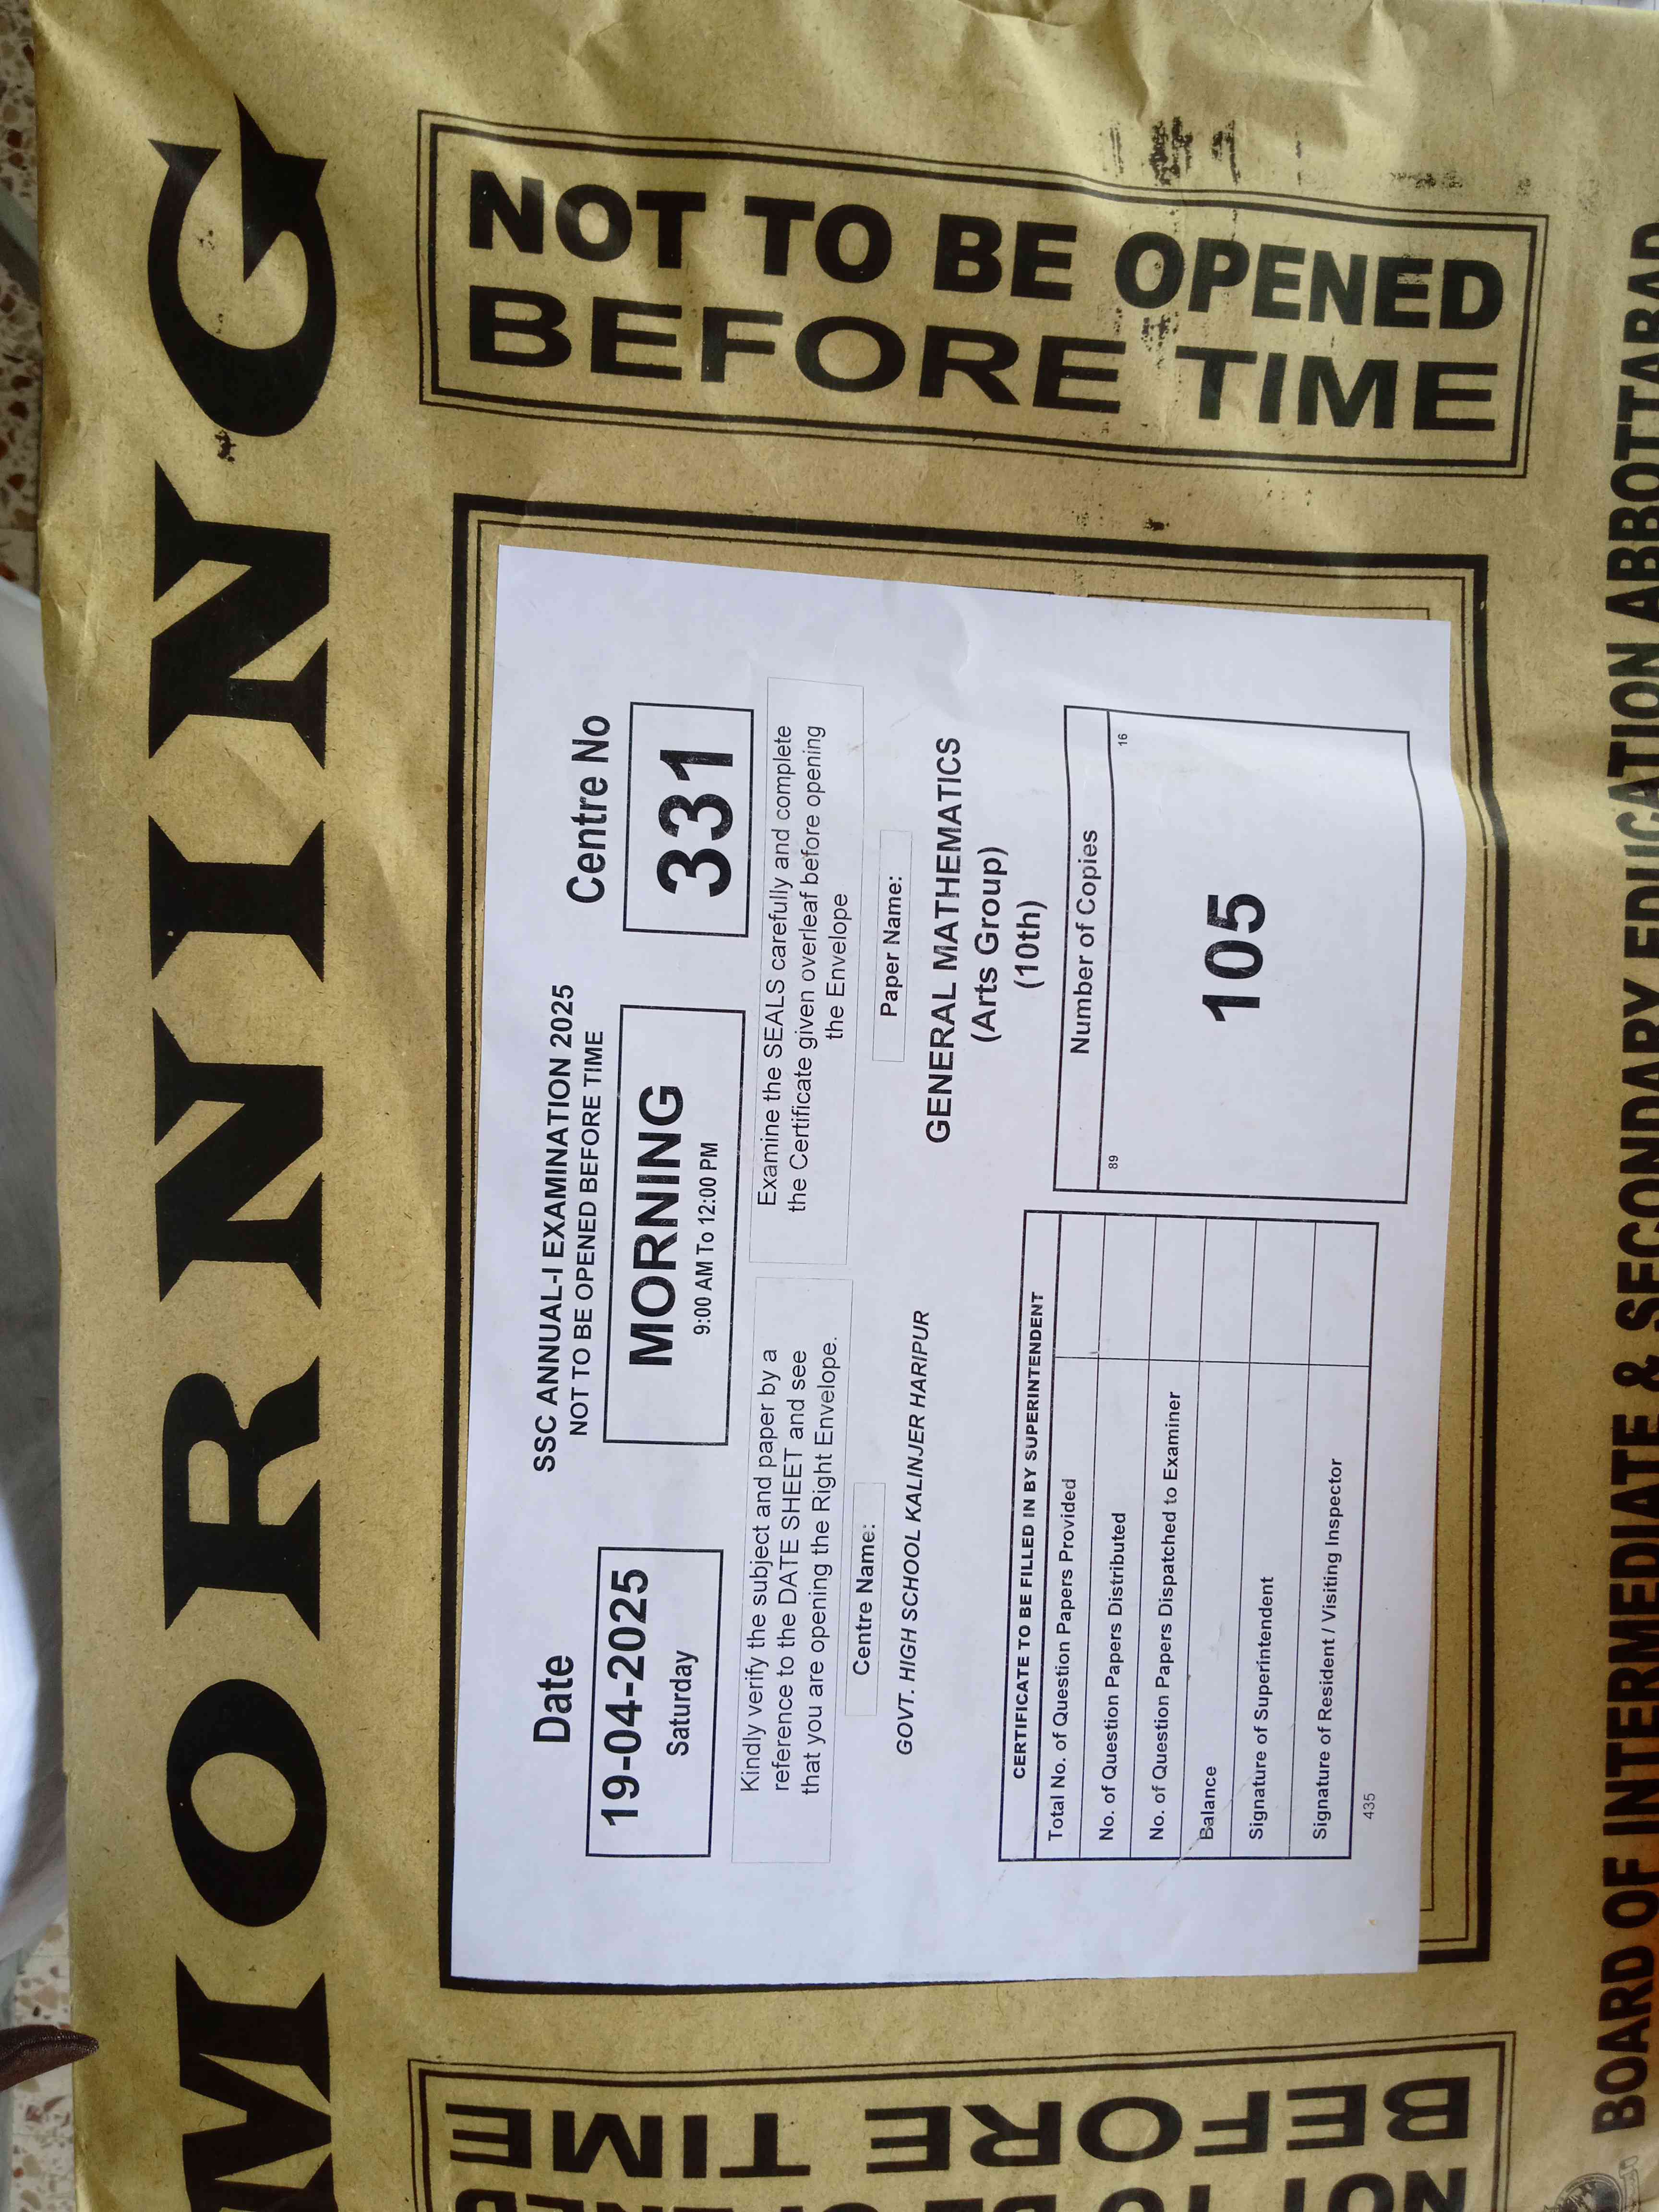 MORNING
NOT TO BE OPENED
BEFORE TIME
SSC ANNUAL-I EXAMINATION 2025
NOT TO BE OPENED BEFORE TIME
Date
19-04-2025
Saturday
MORNING
9:00 AM To 12:00 PM
Centre No
331
Kindly verify the subject and paper by a
reference to the DATE SHEET and see
that you are opening the Right Envelope.
Examine the SEALS carefully and complete
the Certificate given overleaf before opening
the Envelope
Centre Name:
GOVT. HIGH SCHOOL KALINJER HARIPUR
Paper Name:
GENERAL MATHEMATICS
(Arts Group)
(10th)
CERTIFICATE TO BE FILLED IN BY SUPERINTENDENT
Total No. of Question Papers Provided
No. of Question Papers Distributed
No. of Question Papers Dispatched to Examiner
Balance
Signature of Superintendent
Signature of Resident / Visiting Inspector
435
Number of Copies
89 16
105
BEFORE TIME
BOARD OF INTERMEDIATE & SECONDARY EDUCATION ABBOTTABAD